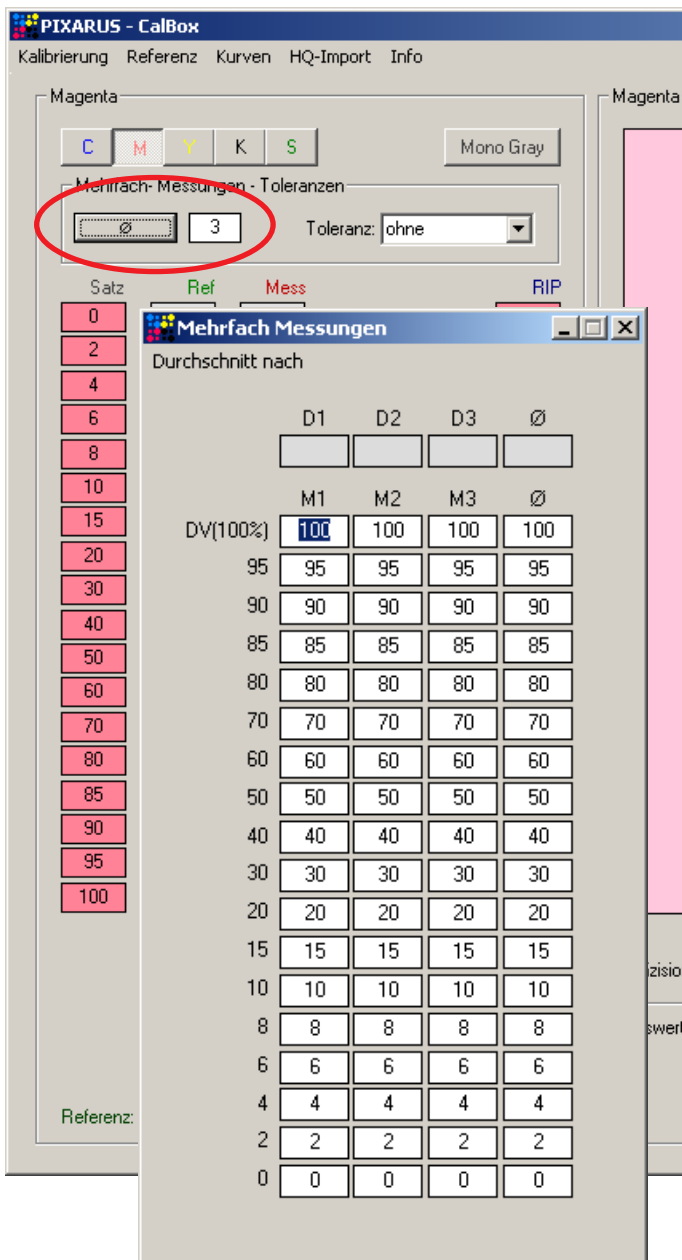 PIXARUS - CalBox
Kalibrierung Referenz Kurven HQ-Import Info
Magenta
C M Y K S Mono Gray
Mehrfach- Messungen - Toleranzen
Ø 3 Toleranz: ohne
Satz Ref Mess RIP
0
2
4
6
8
10
15
20
30
40
50
60
70
80
85
90
95
100
Referenz:
Magenta
Mehrfach Messungen
Durchschnitt nach
D1 D2 D3 Ø
M1 M2 M3 Ø
DV(100%) 100 100 100 100
95 95 95 95 95
90 90 90 90 90
85 85 85 85 85
80 80 80 80 80
70 70 70 70 70
60 60 60 60 60
50 50 50 50 50
40 40 40 40 40
30 30 30 30 30
20 20 20 20 20
15 15 15 15 15
10 10 10 10 10
8 8 8 8 8
6 6 6 6 6
4 4 4 4 4
2 2 2 2 2
0 0 0 0 0